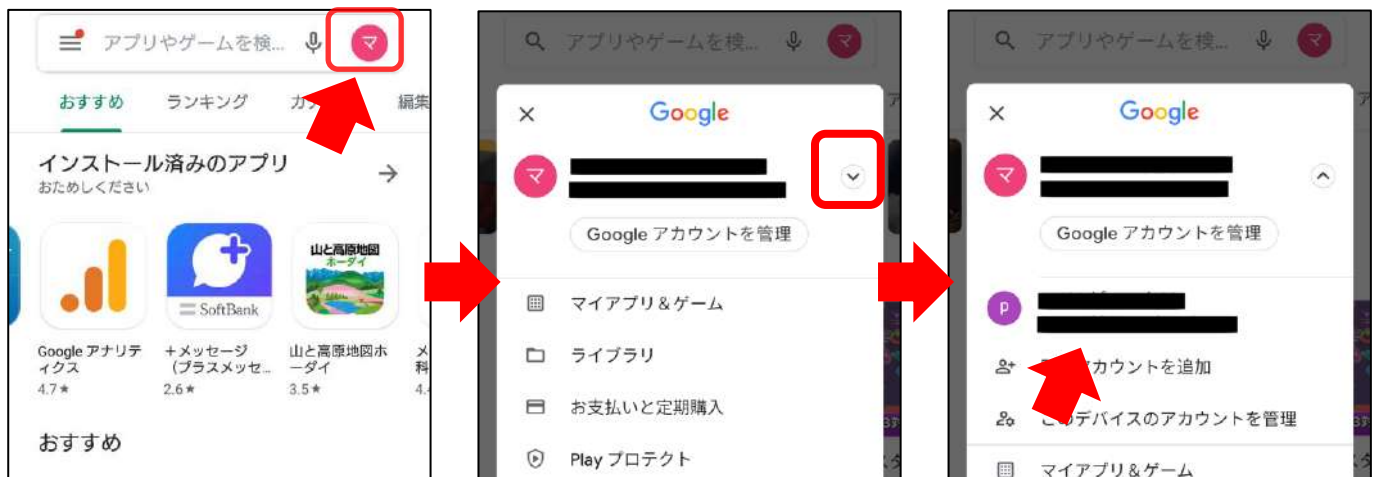 アプリやゲームを検...
マ
おすすめ
ランキング
編集
インストール済みのアプリ
おためしください
山と高原地図
ホーダイ
SoftBank
Google アナリテ
ィクス
4.7★
+メッセージ
(プラスメッセ...
2.6★
山と高原地図ホ
ーダイ
3.5★
おすすめ
アプリやゲームを検...
マ
Google
マ
Google アカウントを管理
マイアプリ&ゲーム
ライブラリ
お支払いと定期購入
Play プロテクト
アプリやゲームを検...
マ
Google
マ
Google アカウントを管理
p
アカウントを追加
このデバイスのアカウントを管理
マイアプリ&ゲーム